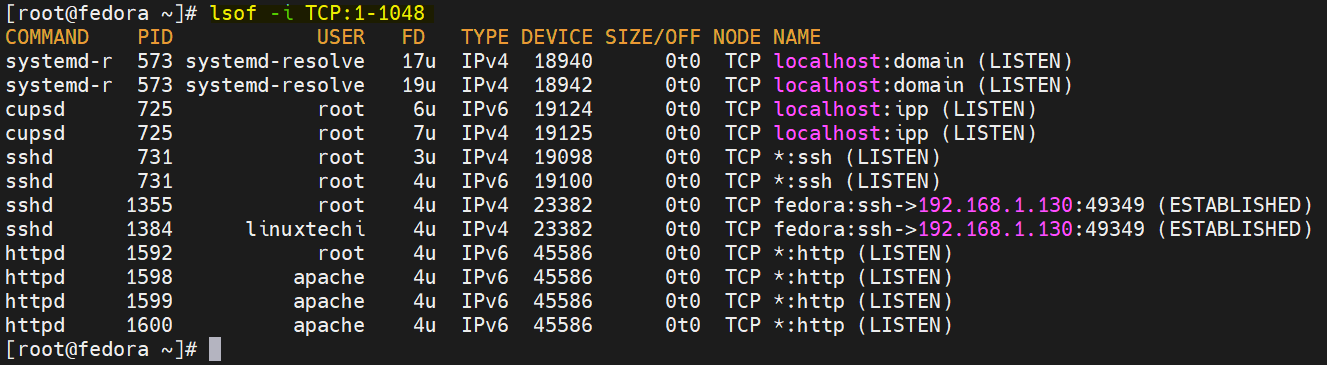 [root@fedora ~]# lsof -i TCP:1-1048
COMMAND    PID            USER   FD   TYPE DEVICE SIZE/OFF NODE NAME
systemd-r  573 systemd-resolve   17u  IPv4  18940      0t0  TCP localhost:domain (LISTEN)
systemd-r  573 systemd-resolve   19u  IPv4  18942      0t0  TCP localhost:domain (LISTEN)
cupsd      725            root    6u  IPv6  19124      0t0  TCP localhost:ipp (LISTEN)
cupsd      725            root    7u  IPv4  19125      0t0  TCP localhost:ipp (LISTEN)
sshd       731            root    3u  IPv4  19098      0t0  TCP *:ssh (LISTEN)
sshd       731            root    4u  IPv6  19100      0t0  TCP *:ssh (LISTEN)
sshd      1355            root    4u  IPv4  23382      0t0  TCP fedora:ssh->192.168.1.130:49349 (ESTABLISHED)
sshd      1384      linuxtechi    4u  IPv4  23382      0t0  TCP fedora:ssh->192.168.1.130:49349 (ESTABLISHED)
httpd     1592            root    4u  IPv6  45586      0t0  TCP *:http (LISTEN)
httpd     1598          apache    4u  IPv6  45586      0t0  TCP *:http (LISTEN)
httpd     1599          apache    4u  IPv6  45586      0t0  TCP *:http (LISTEN)
httpd     1600          apache    4u  IPv6  45586      0t0  TCP *:http (LISTEN)
[root@fedora ~]#